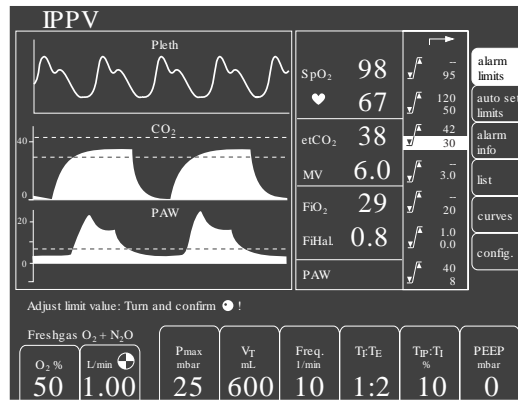 IPPV
Pleth
CO₂
40
0
PAW
20
0
SpO₂ 98 -- 95
♥ 67 120 50
etCO₂ 38 42 30
MV 6.0 -- 3.0
FiO₂ 29 -- 20
FiHal. 0.8 1.0 0.0
PAW 40 8
alarm limits
auto set limits
alarm info
list
curves
config.
Adjust limit value: Turn and confirm !
Freshgas O₂ + N₂O
O₂ % 50
L/min 1.00
Pmax mbar 25
VT mL 600
Freq. 1/min 10
TI:TE 1:2
TIP:TI % 10
PEEP mbar 0